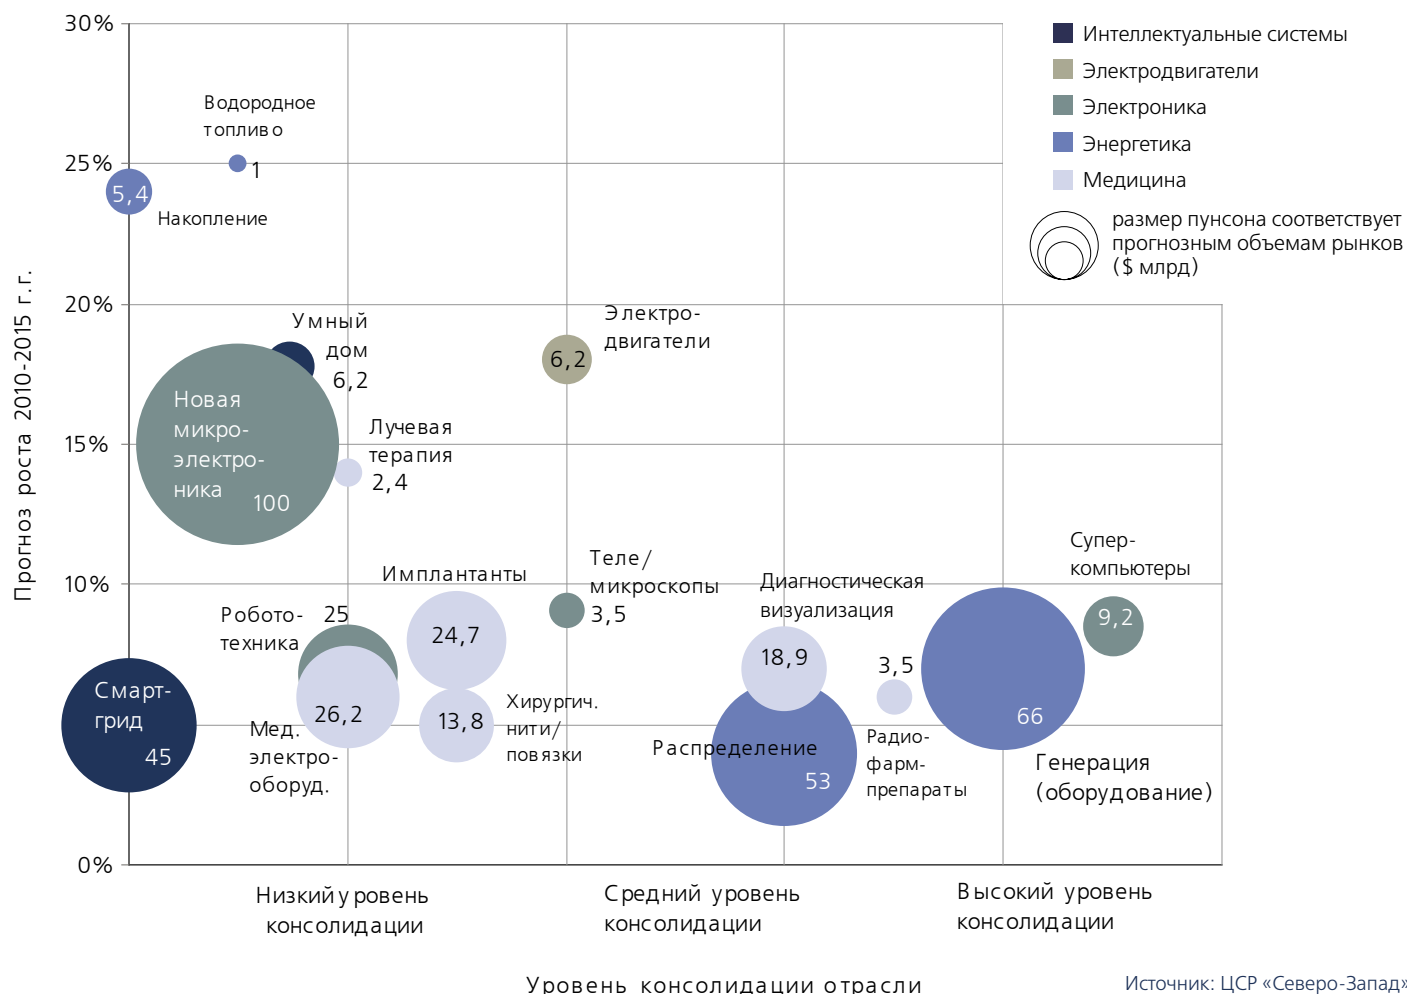 30%
25%
20%
15%
10%
0%
Прогноз роста 2010-2015 г.г.
Интеллектуальные системы
Электродвигатели
Электроника
Энергетика
Медицина
размер пунсона соответствует
прогнозным объемам рынков
($ млрд)
Водородное
топливо
1
5,4
Накопление
Умный
дом
6,2
Электро-
двигатели
6,2
Новая
микро-
электро-
ника
100
Лучевая
терапия
2,4
Имплантанты
24,7
Теле/
микроскопы
3,5
Диагностическая
визуализация
18,9
Супер-
компьютеры
9,2
Робото-
техника
25
Смарт-
грид
45
26,2
Мед.
электро-
оборуд.
13,8
Хирургич.
нити/
повязки
Распределение
53
3,5
Радио-
фарм-
препараты
66
Генерация
(оборудование)
Низкий уровень
консолидации
Средний уровень
консолидации
Высокий уровень
консолидации
Уровень консолидации отрасли
Источник: ЦСР «Северо-Запад»